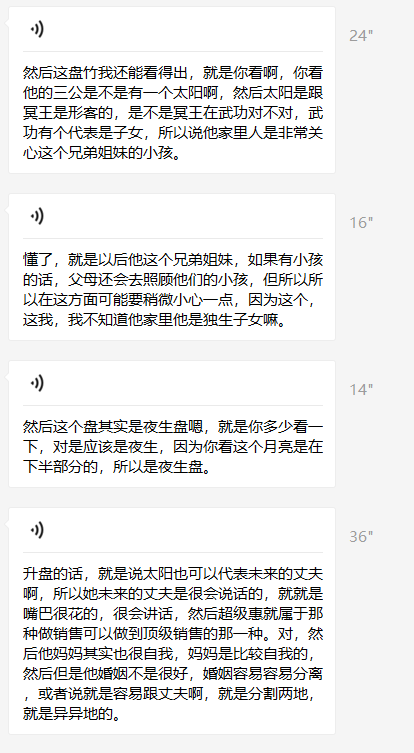 24"
然后这盘竹我还能看得出，就是你看啊，你看
他的三公是不是有一个太阳啊，然后太阳是跟
冥王是形客的，是不是冥王在武功对不对，武
功有个代表是子女，所以说他家里人是非常关
心这个兄弟姐妹的小孩。
16"
懂了，就是以后他这个兄弟姐妹，如果有小孩
的话，父母还会去照顾他们的小孩，但所以所
以在这方面可能要稍微小心一点，因为这个，
这我，我不知道他家里他是独生子女嘛。
14"
然后这个盘其实是夜生盘嗯，就是你多少看一
下，对是应该是夜生，因为你看这个月亮是在
下半部分的，所以是夜生盘。
36"
升盘的话，就是说太阳也可以代表未来的丈夫
啊，所以她未来的丈夫是很会说话的，就就是
嘴巴很花的，很会讲话，然后超级惠就属于那
种做销售可以做到顶级销售的那一种。对，然
后他妈妈其实也很自我，妈妈是比较自我的，
然后但是他婚姻不是很好，婚姻容易容易分离
，或者说就是容易跟丈夫啊，就是分割两地，
就是异异地的。